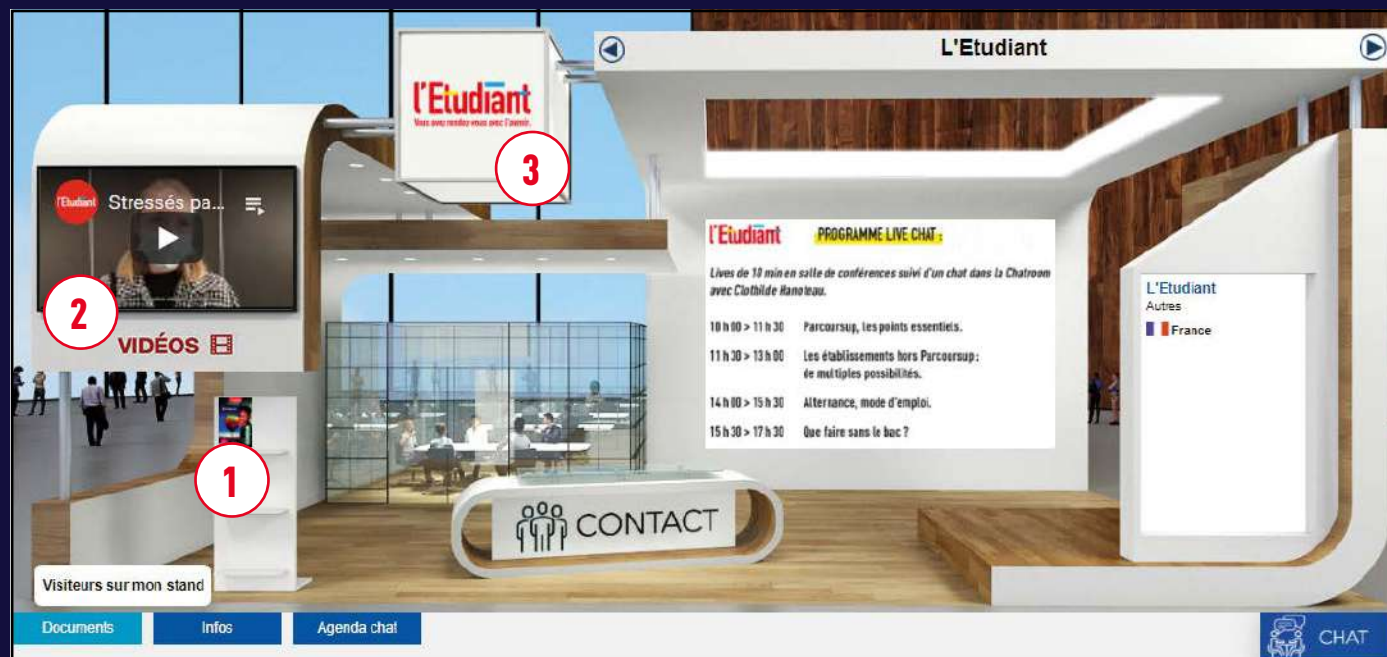 L'Etudiant
l'Etudiant
Vous avez rendez-vous avec l'avenir.
3
l'Etudiant
Stressés pa...
2
VIDÉOS
1
l'Etudiant PROGRAMME LIVE CHAT :
Lives de 10 min en salle de conférences suivi d'un chat dans la Chatroom
avec Clothilde Hanoteau.
10 h 00 > 11 h 30 Parcoursup, les points essentiels.
11 h 30 > 13 h 00 Les établissements hors Parcoursup :
de multiples possibilités.
14 h 00 > 15 h 30 Alternance, mode d'emploi.
15 h 30 > 17 h 30 Que faire sans le bac ?
L'Etudiant
Autres
France
CONTACT
Visiteurs sur mon stand
Documents Infos Agenda chat
CHAT